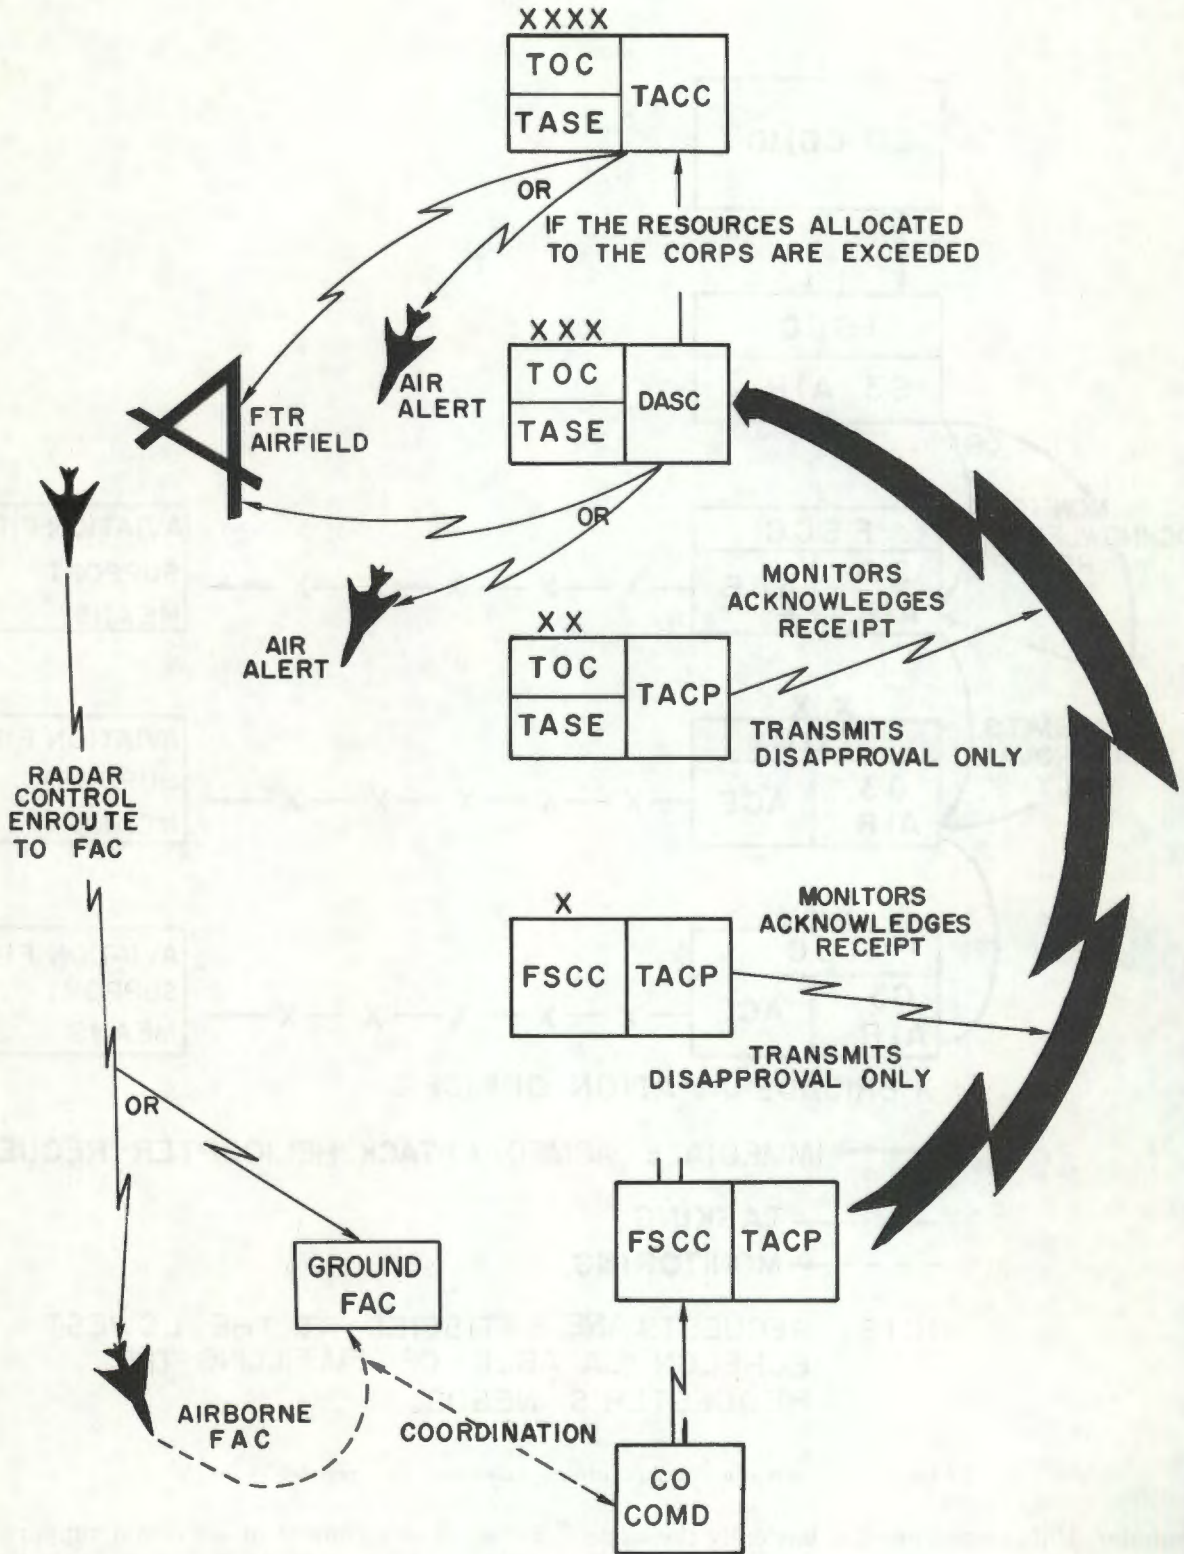 XXXX
TOC
TASE
TACC
OR
IF THE RESOURCES ALLOCATED
TO THE CORPS ARE EXCEEDED
AIR
ALERT
FTR
AIRFIELD
XXX
TOC
TASE
DASC
OR
AIR
ALERT
XX
TOC
TASE
TACP
MONITORS
ACKNOWLEDGES
RECEIPT
TRANSMITS
DISAPPROVAL ONLY
RADAR
CONTROL
ENROUTE
TO FAC
X
FSCC
TACP
MONITORS
ACKNOWLEDGES
RECEIPT
TRANSMITS
DISAPPROVAL ONLY
OR
FSCC
TACP
GROUND
FAC
AIRBORNE
FAC
COORDINATION
CO
COMD